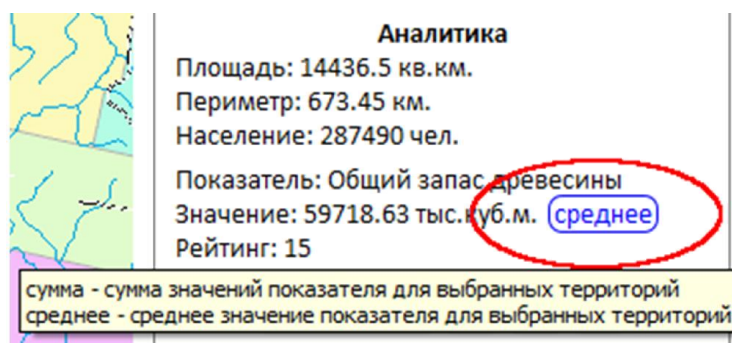 Аналитика
Площадь: 14436.5 кв.км.
Периметр: 673.45 км.
Население: 287490 чел.
Показатель: Общий запас древесины
Значение: 59718.63 тыс.куб.м. среднее
Рейтинг: 15
сумма - сумма значений показателя для выбранных территорий
среднее - среднее значение показателя для выбранных территорий